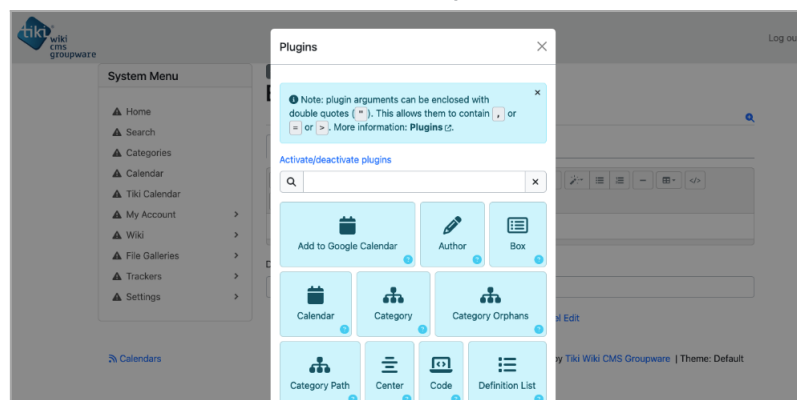 tiki
wiki
cms
groupware
Log ou
Plugins
System Menu
Home
Search
Categories
Calendar
Tiki Calendar
My Account
Wiki
File Galleries
Trackers
Settings
Calendars
Note: plugin arguments can be enclosed with
double quotes ( " ). This allows them to contain , or
= or > . More information: Plugins.
Activate/deactivate plugins
Add to Google Calendar
Author
Box
Calendar
Category
Category Orphans
Category Path
Center
Code
Definition List
Edit
by Tiki Wiki CMS Groupware | Theme: Default